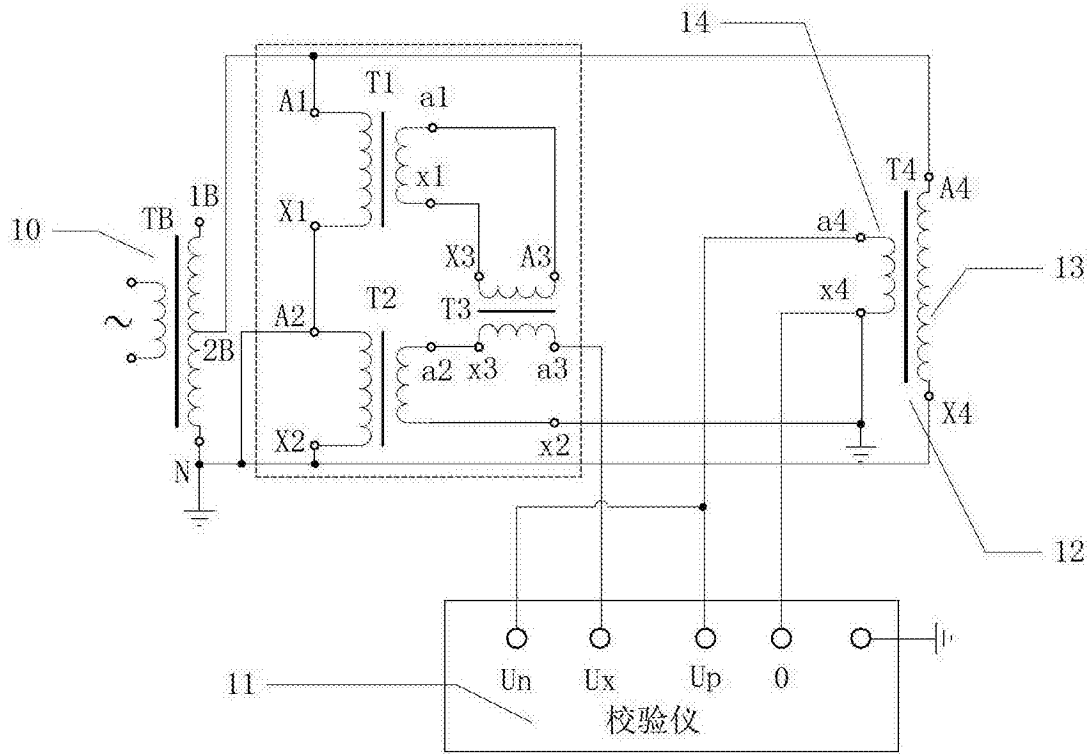 14
T1
A1
a1
x1
T4
A4
1B
TB
10
X1
a4
X3
A3
13
T2
T3
x4
A2
2B
a2
x3
a3
X4
X2
x2
N
12
Un
Ux
Up
0
11
校验仪